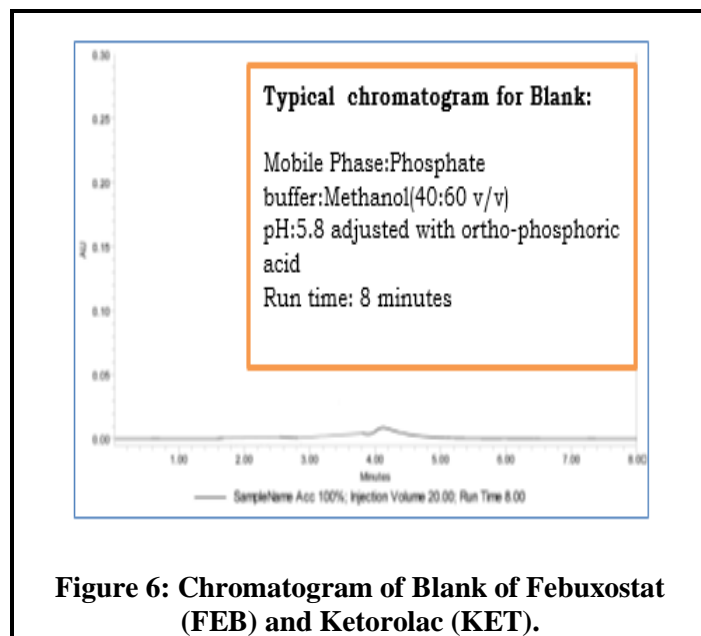 0.30
0.25
0.20
0.15
0.10
0.05
0.00
AU
Typical chromatogram for Blank:
Mobile Phase:Phosphate
buffer:Methanol(40:60 v/v)
pH:5.8 adjusted with ortho-phosphoric
acid
Run time: 8 minutes
1.00 2.00 3.00 4.00 5.00 6.00 7.00 8.00
Minutes
SampleName Acc 100%; Injection Volume 20.00; Run Time 8.00
Figure 6: Chromatogram of Blank of Febuxostat
(FEB) and Ketorolac (KET).